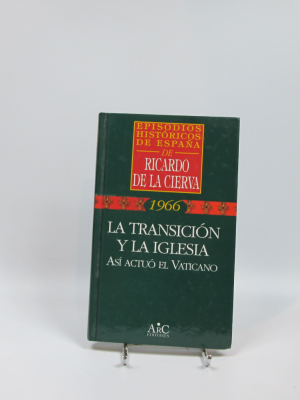 EPISODIOS
HISTÓRICOS
DE ESPAÑA
DE
RICARDO
DE LA CIERVA
1966
LA TRANSICIÓN
Y LA IGLESIA
ASÍ ACTUÓ EL VATICANO
ARC
EDITORES